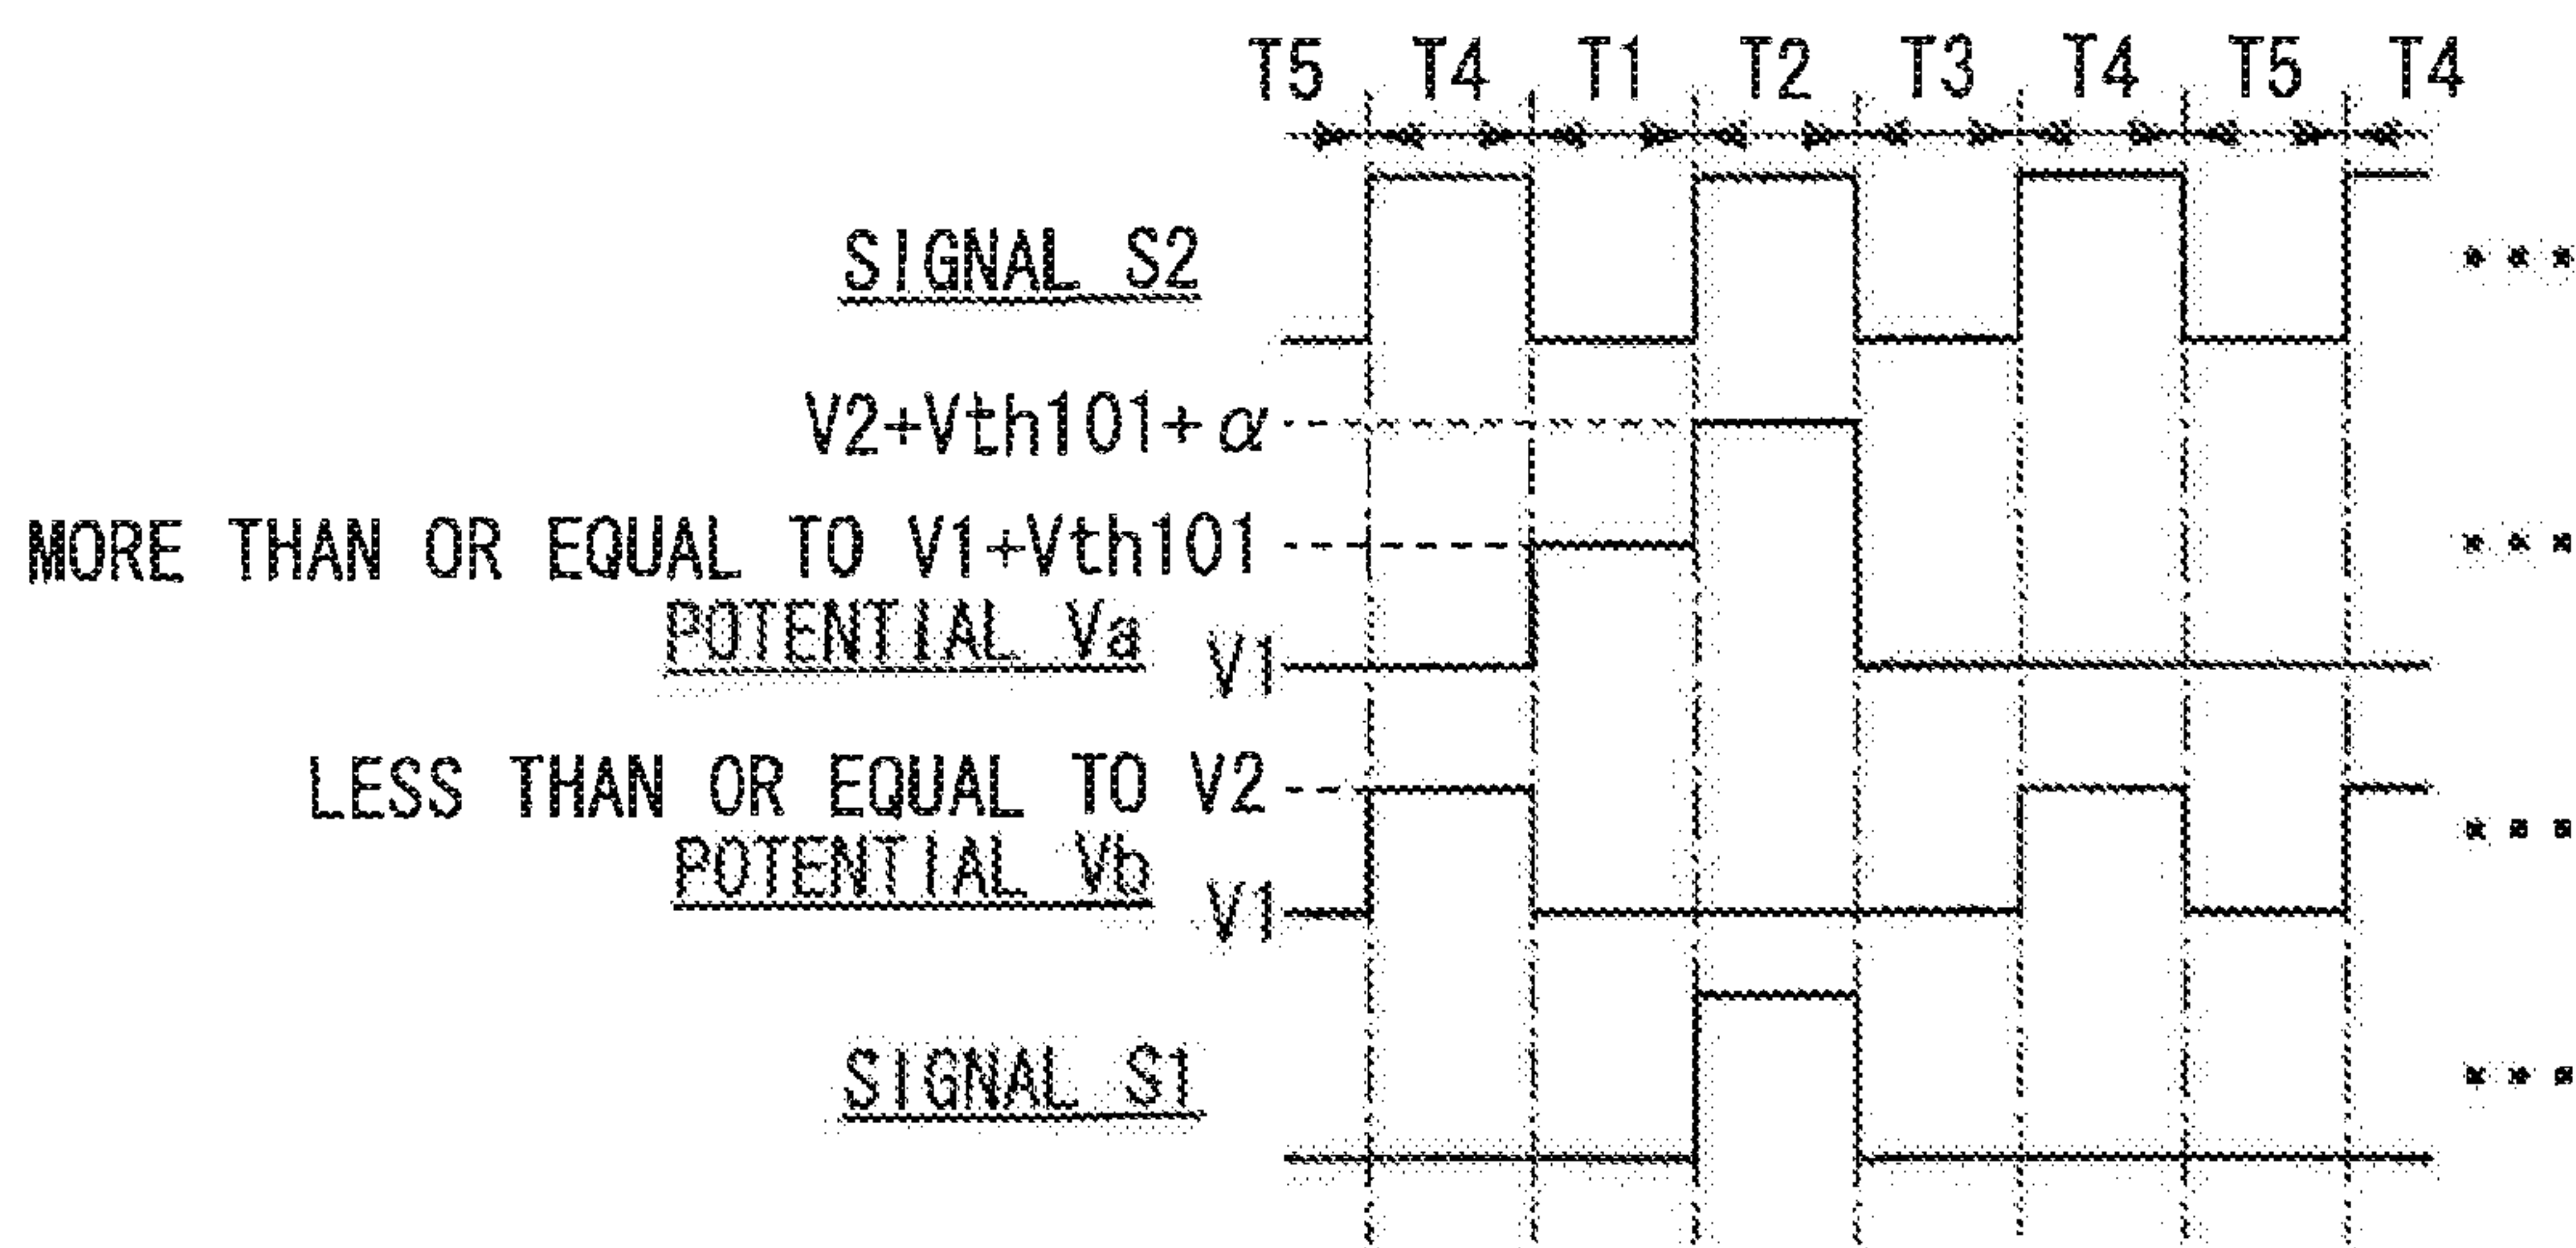 T5 T4 T1 T2 T3 T4 T5 T4
SIGNAL S2
V2+Vth101+α
MORE THAN OR EQUAL TO V1+Vth101
POTENTIAL Va
V1
LESS THAN OR EQUAL TO V2
POTENTIAL Vb
V1
SIGNAL S1